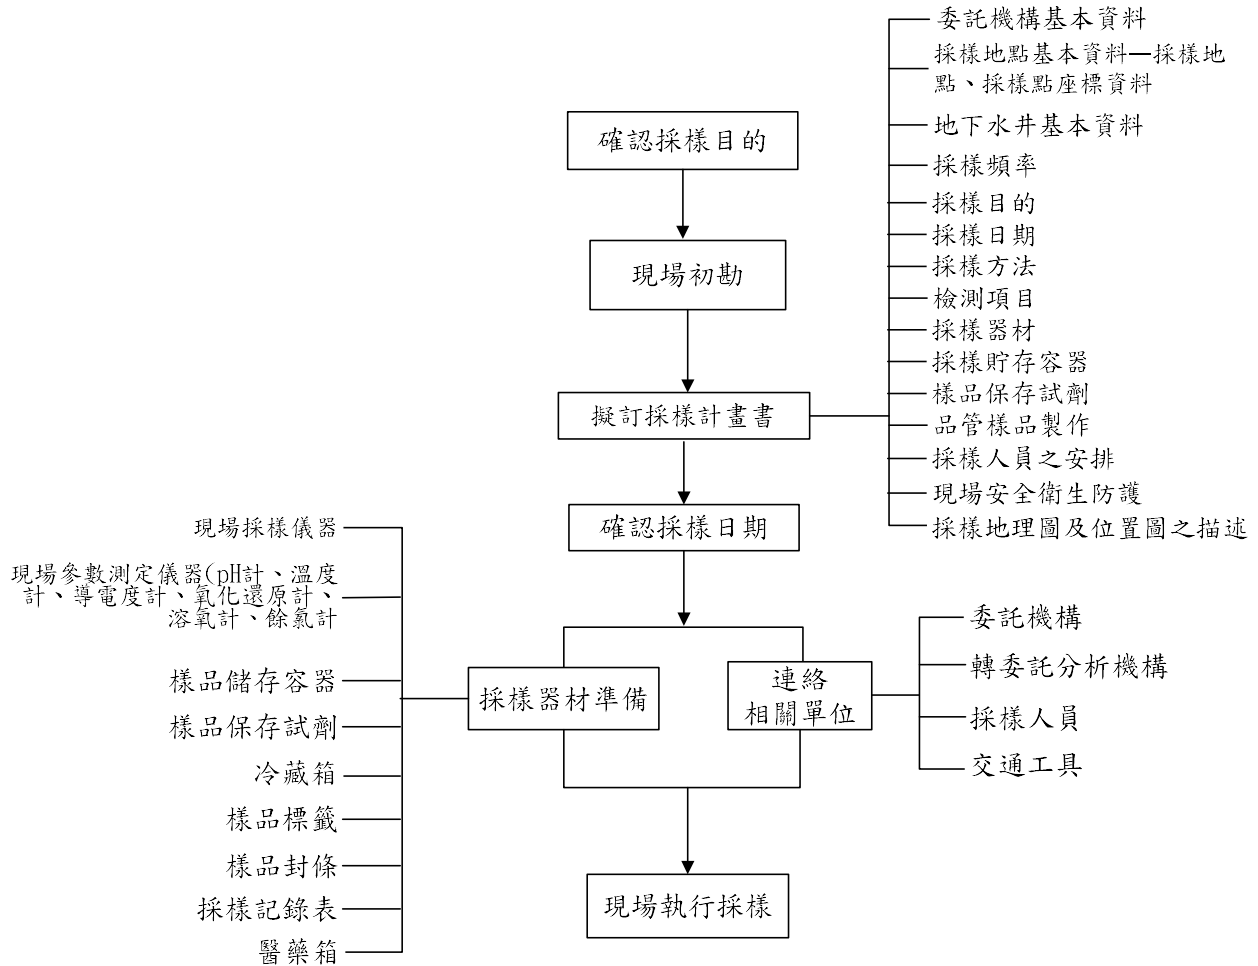 確認採樣目的
現場初勘
擬訂採樣計畫書
委託機構基本資料
採樣地點基本資料—採樣地
點、採樣點座標資料
地下水井基本資料
採樣頻率
採樣目的
採樣日期
採樣方法
檢測項目
採樣器材
採樣貯存容器
樣品保存試劑
品管樣品製作
採樣人員之安排
現場安全衛生防護
採樣地理圖及位置圖之描述
確認採樣日期
採樣器材準備
現場採樣儀器
現場參數測定儀器(pH計、溫度
計、導電度計、氧化還原計、
溶氧計、餘氯計
樣品儲存容器
樣品保存試劑
冷藏箱
樣品標籤
樣品封條
採樣記錄表
醫藥箱
連絡
相關單位
委託機構
轉委託分析機構
採樣人員
交通工具
現場執行採樣